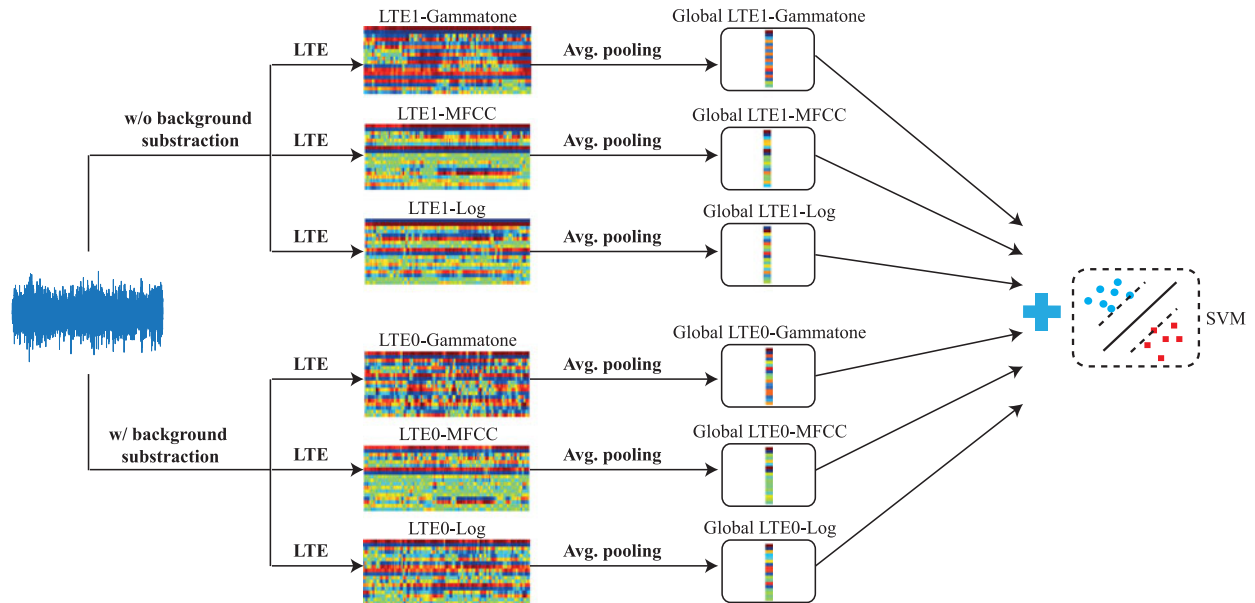 LTE1-Gammatone
Global LTE1-Gammatone
LTE
Avg. pooling
w/o background
substraction
LTE1-MFCC
Global LTE1-MFCC
LTE
Avg. pooling
LTE1-Log
Global LTE1-Log
LTE
Avg. pooling
SVM
LTE0-Gammatone
Global LTE0-Gammatone
LTE
Avg. pooling
w/ background
substraction
LTE0-MFCC
Global LTE0-MFCC
LTE
Avg. pooling
LTE0-Log
Global LTE0-Log
LTE
Avg. pooling